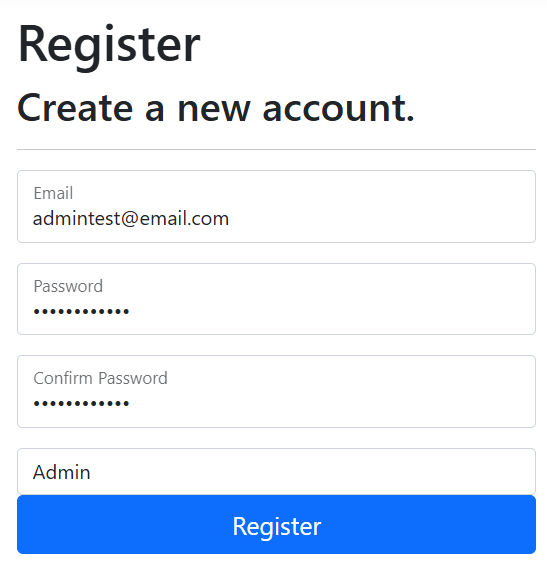 Register
Create a new account.
Email
admintest@email.com
Password
••••••••••••
Confirm Password
••••••••••••
Admin
Register